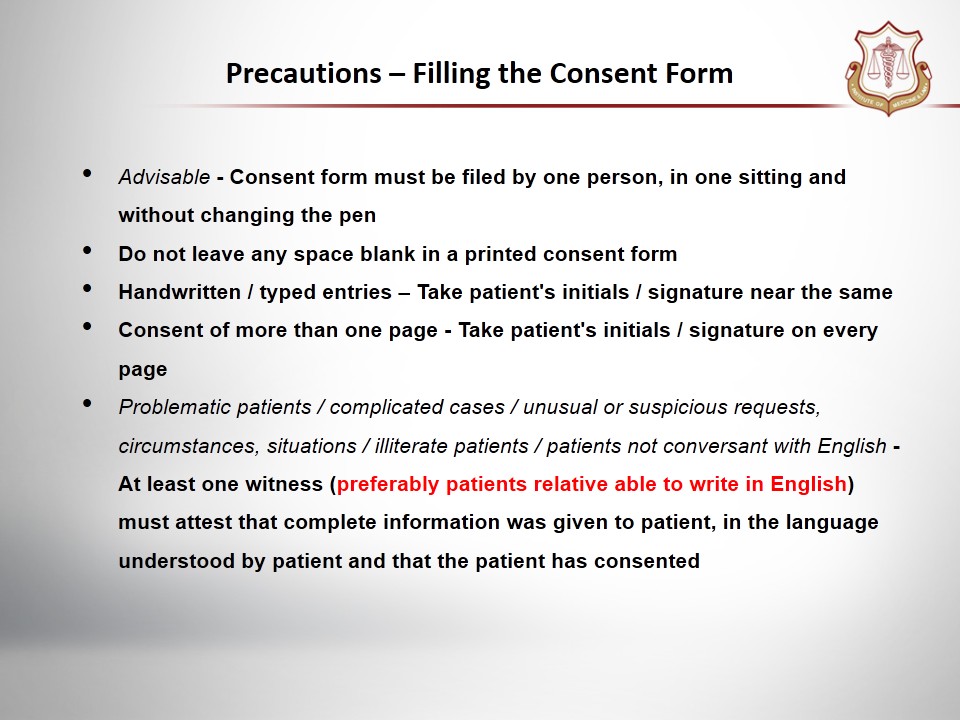 Precautions – Filling the Consent Form
• Advisable - Consent form must be filed by one person, in one sitting and
without changing the pen
• Do not leave any space blank in a printed consent form
• Handwritten / typed entries – Take patient's initials / signature near the same
• Consent of more than one page - Take patient's initials / signature on every
page
• Problematic patients / complicated cases / unusual or suspicious requests,
circumstances, situations / illiterate patients / patients not conversant with English -
At least one witness (preferably patients relative able to write in English)
must attest that complete information was given to patient, in the language
understood by patient and that the patient has consented